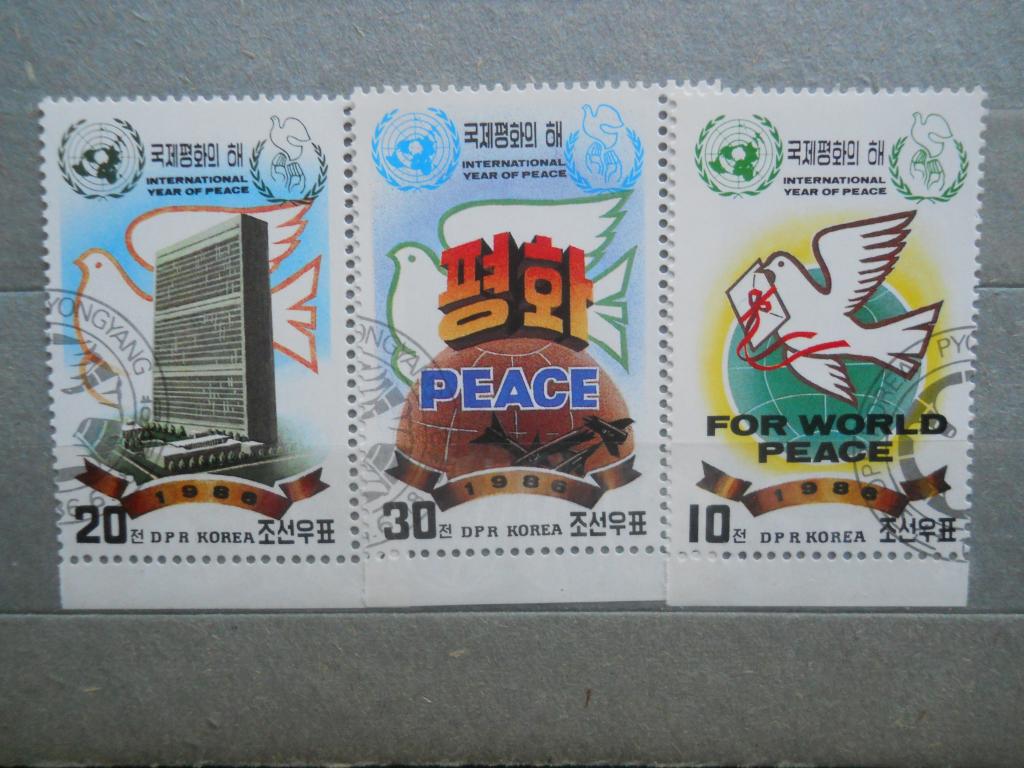 국제평화의 해
INTERNATIONAL
YEAR OF PEACE
PYONGYANG
1986
20전 DPR KOREA 조선우표
국제평화의 해
INTERNATIONAL
YEAR OF PEACE
평화
PEACE
1986
30전 DPR KOREA 조선우표
국제평화의 해
INTERNATIONAL
YEAR OF PEACE
FOR WORLD
PEACE
PYO
1986
10전 DPR KOREA 조선우표